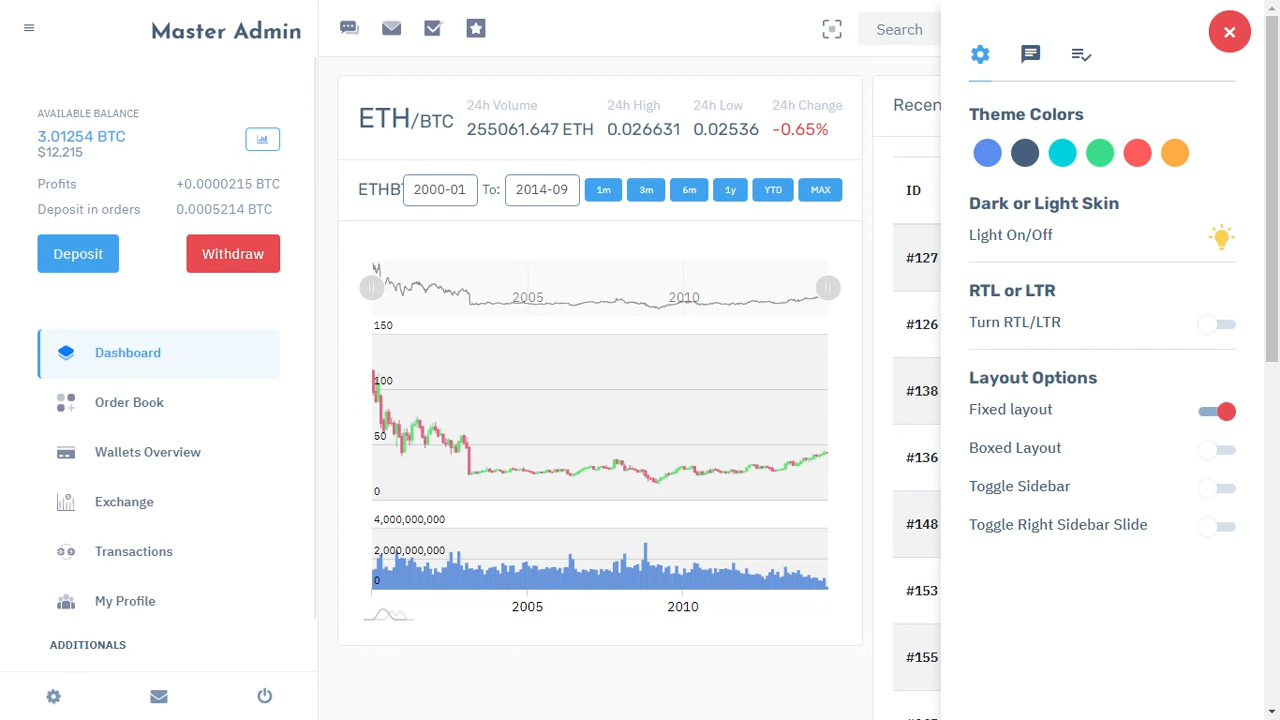 Master Admin
AVAILABLE BALANCE
3.01254 BTC
$12,215
Profits +0.0000215 BTC
Deposit in orders 0.0005214 BTC
Deposit Withdraw
Dashboard
Order Book
Wallets Overview
Exchange
Transactions
My Profile
ADDITIONALS
Search
ETH/BTC
24h Volume
255061.647 ETH
24h High
0.026631
24h Low
0.02536
24h Change
-0.65%
ETHB 2000-01 To: 2014-09 1m 3m 6m 1y YTD MAX
2005 2010
150
100
50
0
4,000,000,000
2,000,000,000
0
2005 2010
Recen
ID
#127
#126
#138
#136
#148
#153
#155
Theme Colors
Dark or Light Skin
Light On/Off
RTL or LTR
Turn RTL/LTR
Layout Options
Fixed layout
Boxed Layout
Toggle Sidebar
Toggle Right Sidebar Slide